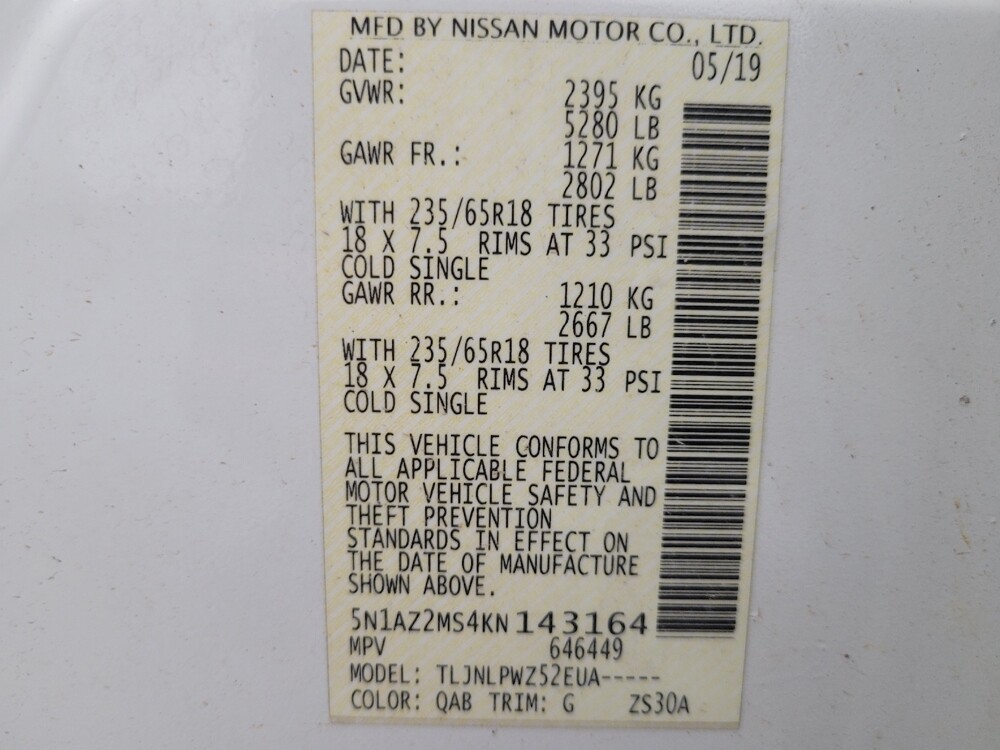 MFD BY NISSAN MOTOR CO., LTD.
DATE: 05/19
GVWR: 2395 KG
5280 LB
GAWR FR.: 1271 KG
2802 LB
WITH 235/65R18 TIRES
18 X 7.5 RIMS AT 33 PSI
COLD SINGLE
GAWR RR.: 1210 KG
2667 LB
WITH 235/65R18 TIRES
18 X 7.5 RIMS AT 33 PSI
COLD SINGLE
THIS VEHICLE CONFORMS TO
ALL APPLICABLE FEDERAL
MOTOR VEHICLE SAFETY AND
THEFT PREVENTION
STANDARDS IN EFFECT ON
THE DATE OF MANUFACTURE
SHOWN ABOVE.
5N1AZ2MS4KN143164
MPV 646449
MODEL: TLJNLPWZ52EUA-----
COLOR: QAB TRIM: G ZS30A